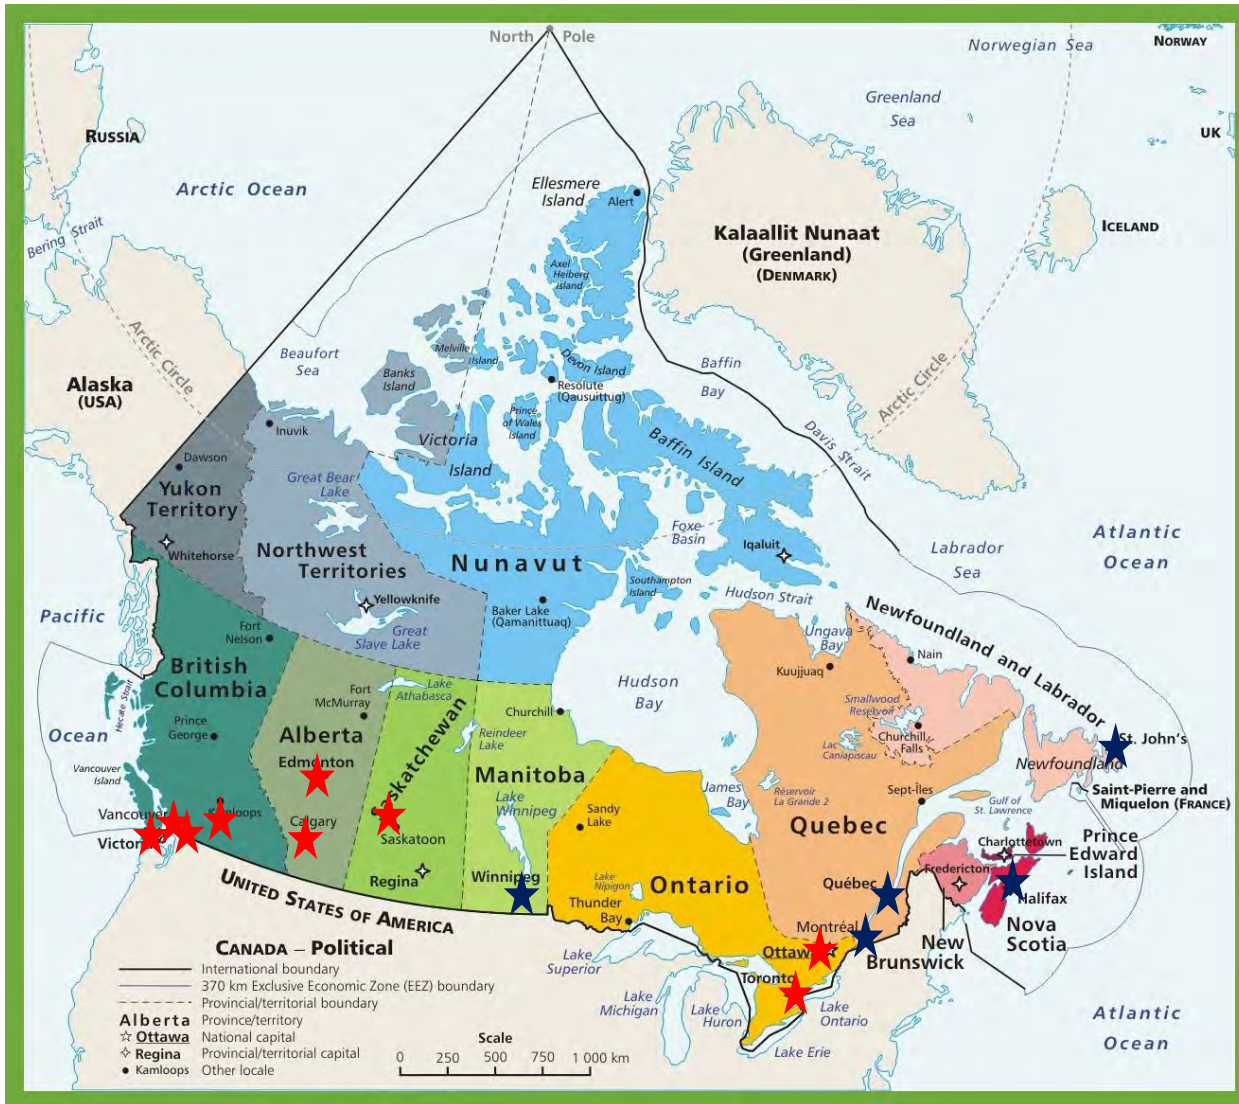 North Pole
Norwegian Sea
NORWAY
Greenland
Sea
UK
RUSSIA
Arctic Ocean
Ellesmere
Island
Alert
Bering Strait
Kalaallit Nunaat
(Greenland)
(DENMARK)
ICELAND
Axel
Heiberg
Island
Arctic Circle
Beaufort
Sea
Melville
Island
Devon Island
Baffin
Bay
Arctic Circle
Alaska
(USA)
Banks
Island
Resolute
(Qausuittuq)
Prince
of Wales
Island
Davis Strait
Inuvik
Victoria
Island
Baffin Island
Dawson
Great Bear
Lake
Yukon
Territory
Foxe
Basin
Atlantic
Ocean
Whitehorse
Northwest
Territories
Nunavut
Iqaluit
Labrador
Sea
Southampton
Island
Hudson Strait
Yellowknife
Baker Lake
(Qamanittuaq)
Newfoundland and Labrador
Pacific
Ocean
Fort
Nelson
Great
Slave Lake
Ungava
Bay
Nain
Kuujjuaq
British
Columbia
Hudson
Bay
Hecate Strait
Fort
McMurray
Lake
Athabasca
Smallwood
Reservoir
Churchill
Prince
George
Alberta
Saskatchewan
Reindeer
Lake
Churchill
Falls
St. John's
Lac
Caniapiscau
Vancouver
Island
Edmonton
Manitoba
Newfoundland
Lake
Winnipeg
James
Bay
Réservoir
La Grande 2
Sept-Îles
Saint-Pierre and
Miquelon (FRANCE)
Gulf of
St. Lawrence
Vancouver
Kamloops
Calgary
Sandy
Lake
Quebec
Victoria
Saskatoon
Charlottetown
Prince
Edward
Island
Regina
Winnipeg
Lake
Nipigon
Ontario
Québec
Fredericton
UNITED STATES OF AMERICA
Thunder
Bay
Halifax
Nova
Scotia
Montréal
Ottawa
New
Brunswick
Lake
Superior
Toronto
Lake
Michigan
Lake
Huron
Lake
Ontario
Lake Erie
Atlantic
Ocean
CANADA – Political
International boundary
370 km Exclusive Economic Zone (EEZ) boundary
Provincial/territorial boundary
Alberta Province/territory
Ottawa National capital
Regina Provincial/territorial capital
Kamloops Other locale
Scale
0 250 500 750 1 000 km